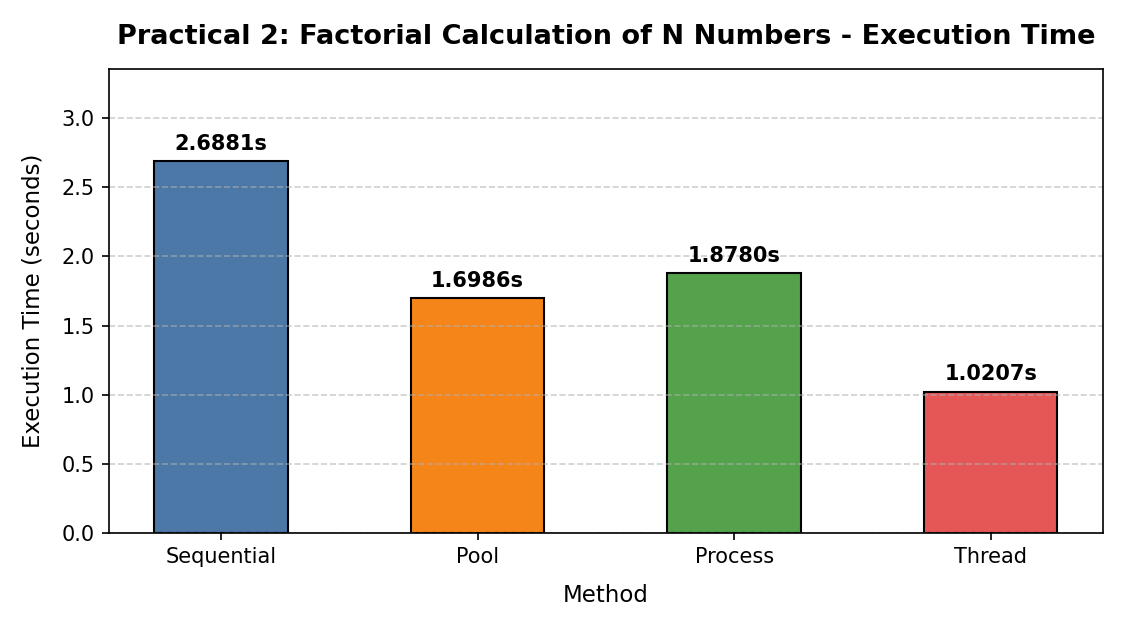 Practical 2: Factorial Calculation of N Numbers - Execution Time
Execution Time (seconds)
3.0
2.5
2.0
1.5
1.0
0.5
0.0
2.6881s
1.6986s
1.8780s
1.0207s
Sequential
Pool
Process
Thread
Method